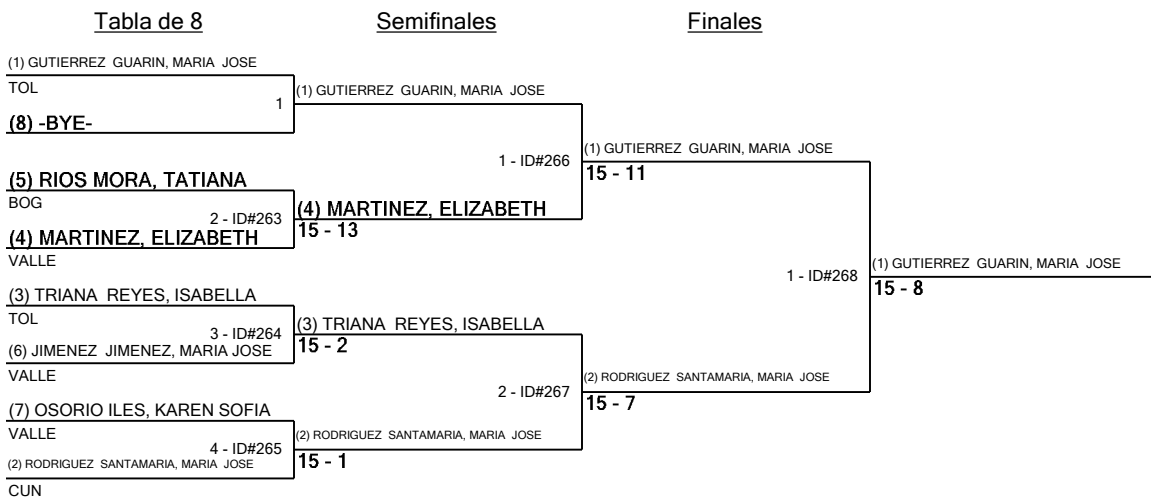 Tabla de 8
Semifinales
Finales
(1) GUTIERREZ GUARIN, MARIA JOSE
TOL
1
(8) -BYE-
(1) GUTIERREZ GUARIN, MARIA JOSE
(5) RIOS MORA, TATIANA
BOG
2 - ID#263
(4) MARTINEZ, ELIZABETH
VALLE
(4) MARTINEZ, ELIZABETH
15 - 13
1 - ID#266
(1) GUTIERREZ GUARIN, MARIA JOSE
15 - 11
(3) TRIANA REYES, ISABELLA
TOL
3 - ID#264
(6) JIMENEZ JIMENEZ, MARIA JOSE
VALLE
(3) TRIANA REYES, ISABELLA
15 - 2
(7) OSORIO ILES, KAREN SOFIA
VALLE
4 - ID#265
(2) RODRIGUEZ SANTAMARIA, MARIA JOSE
CUN
(2) RODRIGUEZ SANTAMARIA, MARIA JOSE
15 - 1
2 - ID#267
(2) RODRIGUEZ SANTAMARIA, MARIA JOSE
15 - 7
1 - ID#268
(1) GUTIERREZ GUARIN, MARIA JOSE
15 - 8